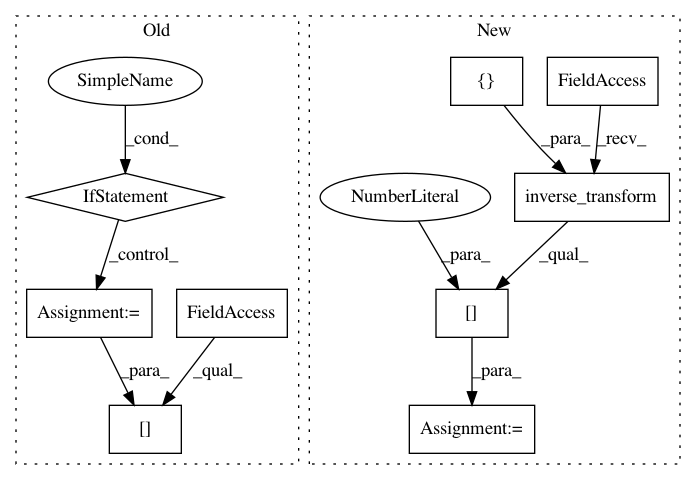 Old
New
SimpleName
{}
FieldAccess
_cond_
_para_
_recv_
IfStatement
NumberLiteral
inverse_transform
_control_
_para_
_qual_
Assignment:=
FieldAccess
[]
_para_
_qual_
_para_
[]
Assignment:=